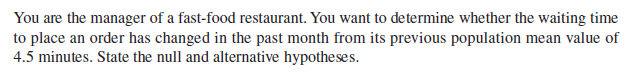 You are the manager of a fast-food restaurant. You want to determine whether the waiting time
to place an order has changed in the past month from its previous population mean value of
4.5 minutes. State the null and alternative hypotheses.